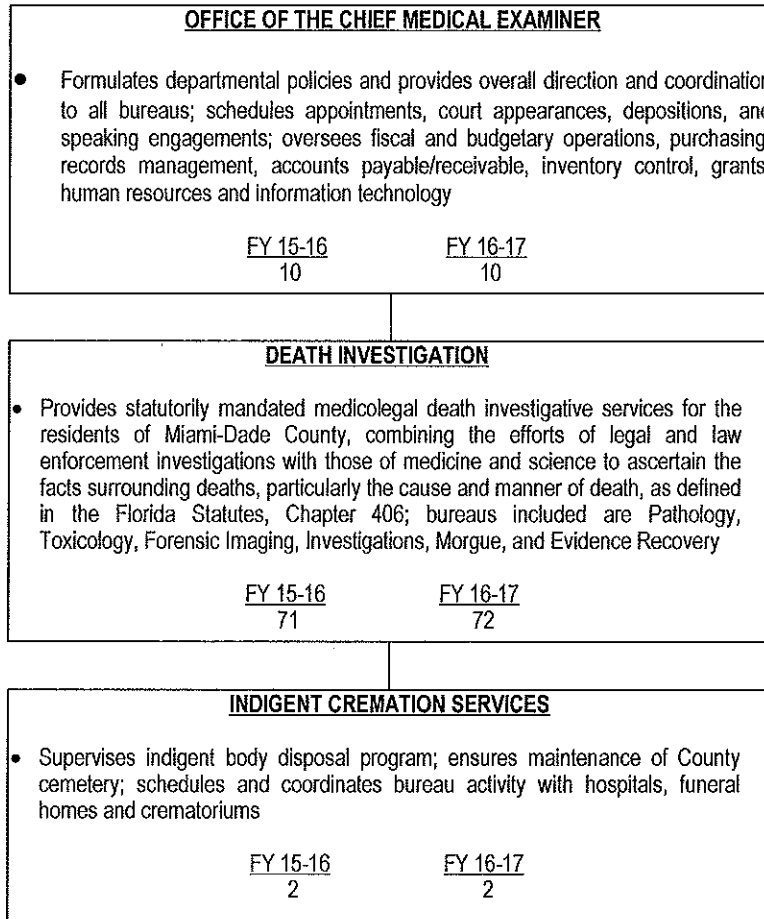 OFFICE OF THE CHIEF MEDICAL EXAMINER
• Formulates departmental policies and provides overall direction and coordination
to all bureaus; schedules appointments, court appearances, depositions, and
speaking engagements; oversees fiscal and budgetary operations, purchasing
records management, accounts payable/receivable, inventory control, grants
human resources and information technology
FY 15-16 FY 16-17
10 10
DEATH INVESTIGATION
• Provides statutorily mandated medicolegal death investigative services for the
residents of Miami-Dade County, combining the efforts of legal and law
enforcement investigations with those of medicine and science to ascertain the
facts surrounding deaths, particularly the cause and manner of death, as defined
in the Florida Statutes, Chapter 406; bureaus included are Pathology,
Toxicology, Forensic Imaging, Investigations, Morgue, and Evidence Recovery
FY 15-16 FY 16-17
71 72
INDIGENT CREMATION SERVICES
• Supervises indigent body disposal program; ensures maintenance of County
cemetery; schedules and coordinates bureau activity with hospitals, funeral
homes and crematoriums
FY 15-16 FY 16-17
2 2